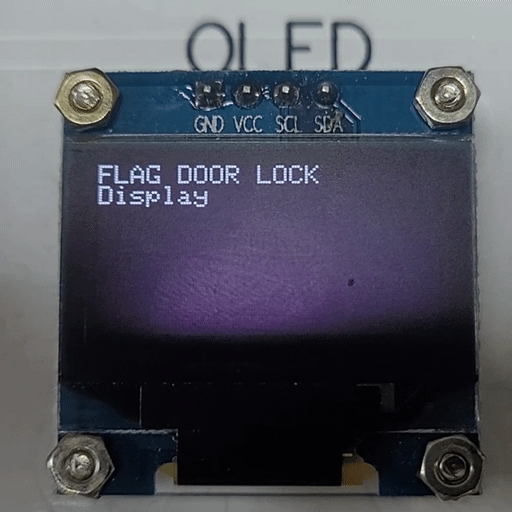 OLED
GND VCC SCL SDA
FLAG DOOR LOCK
Display